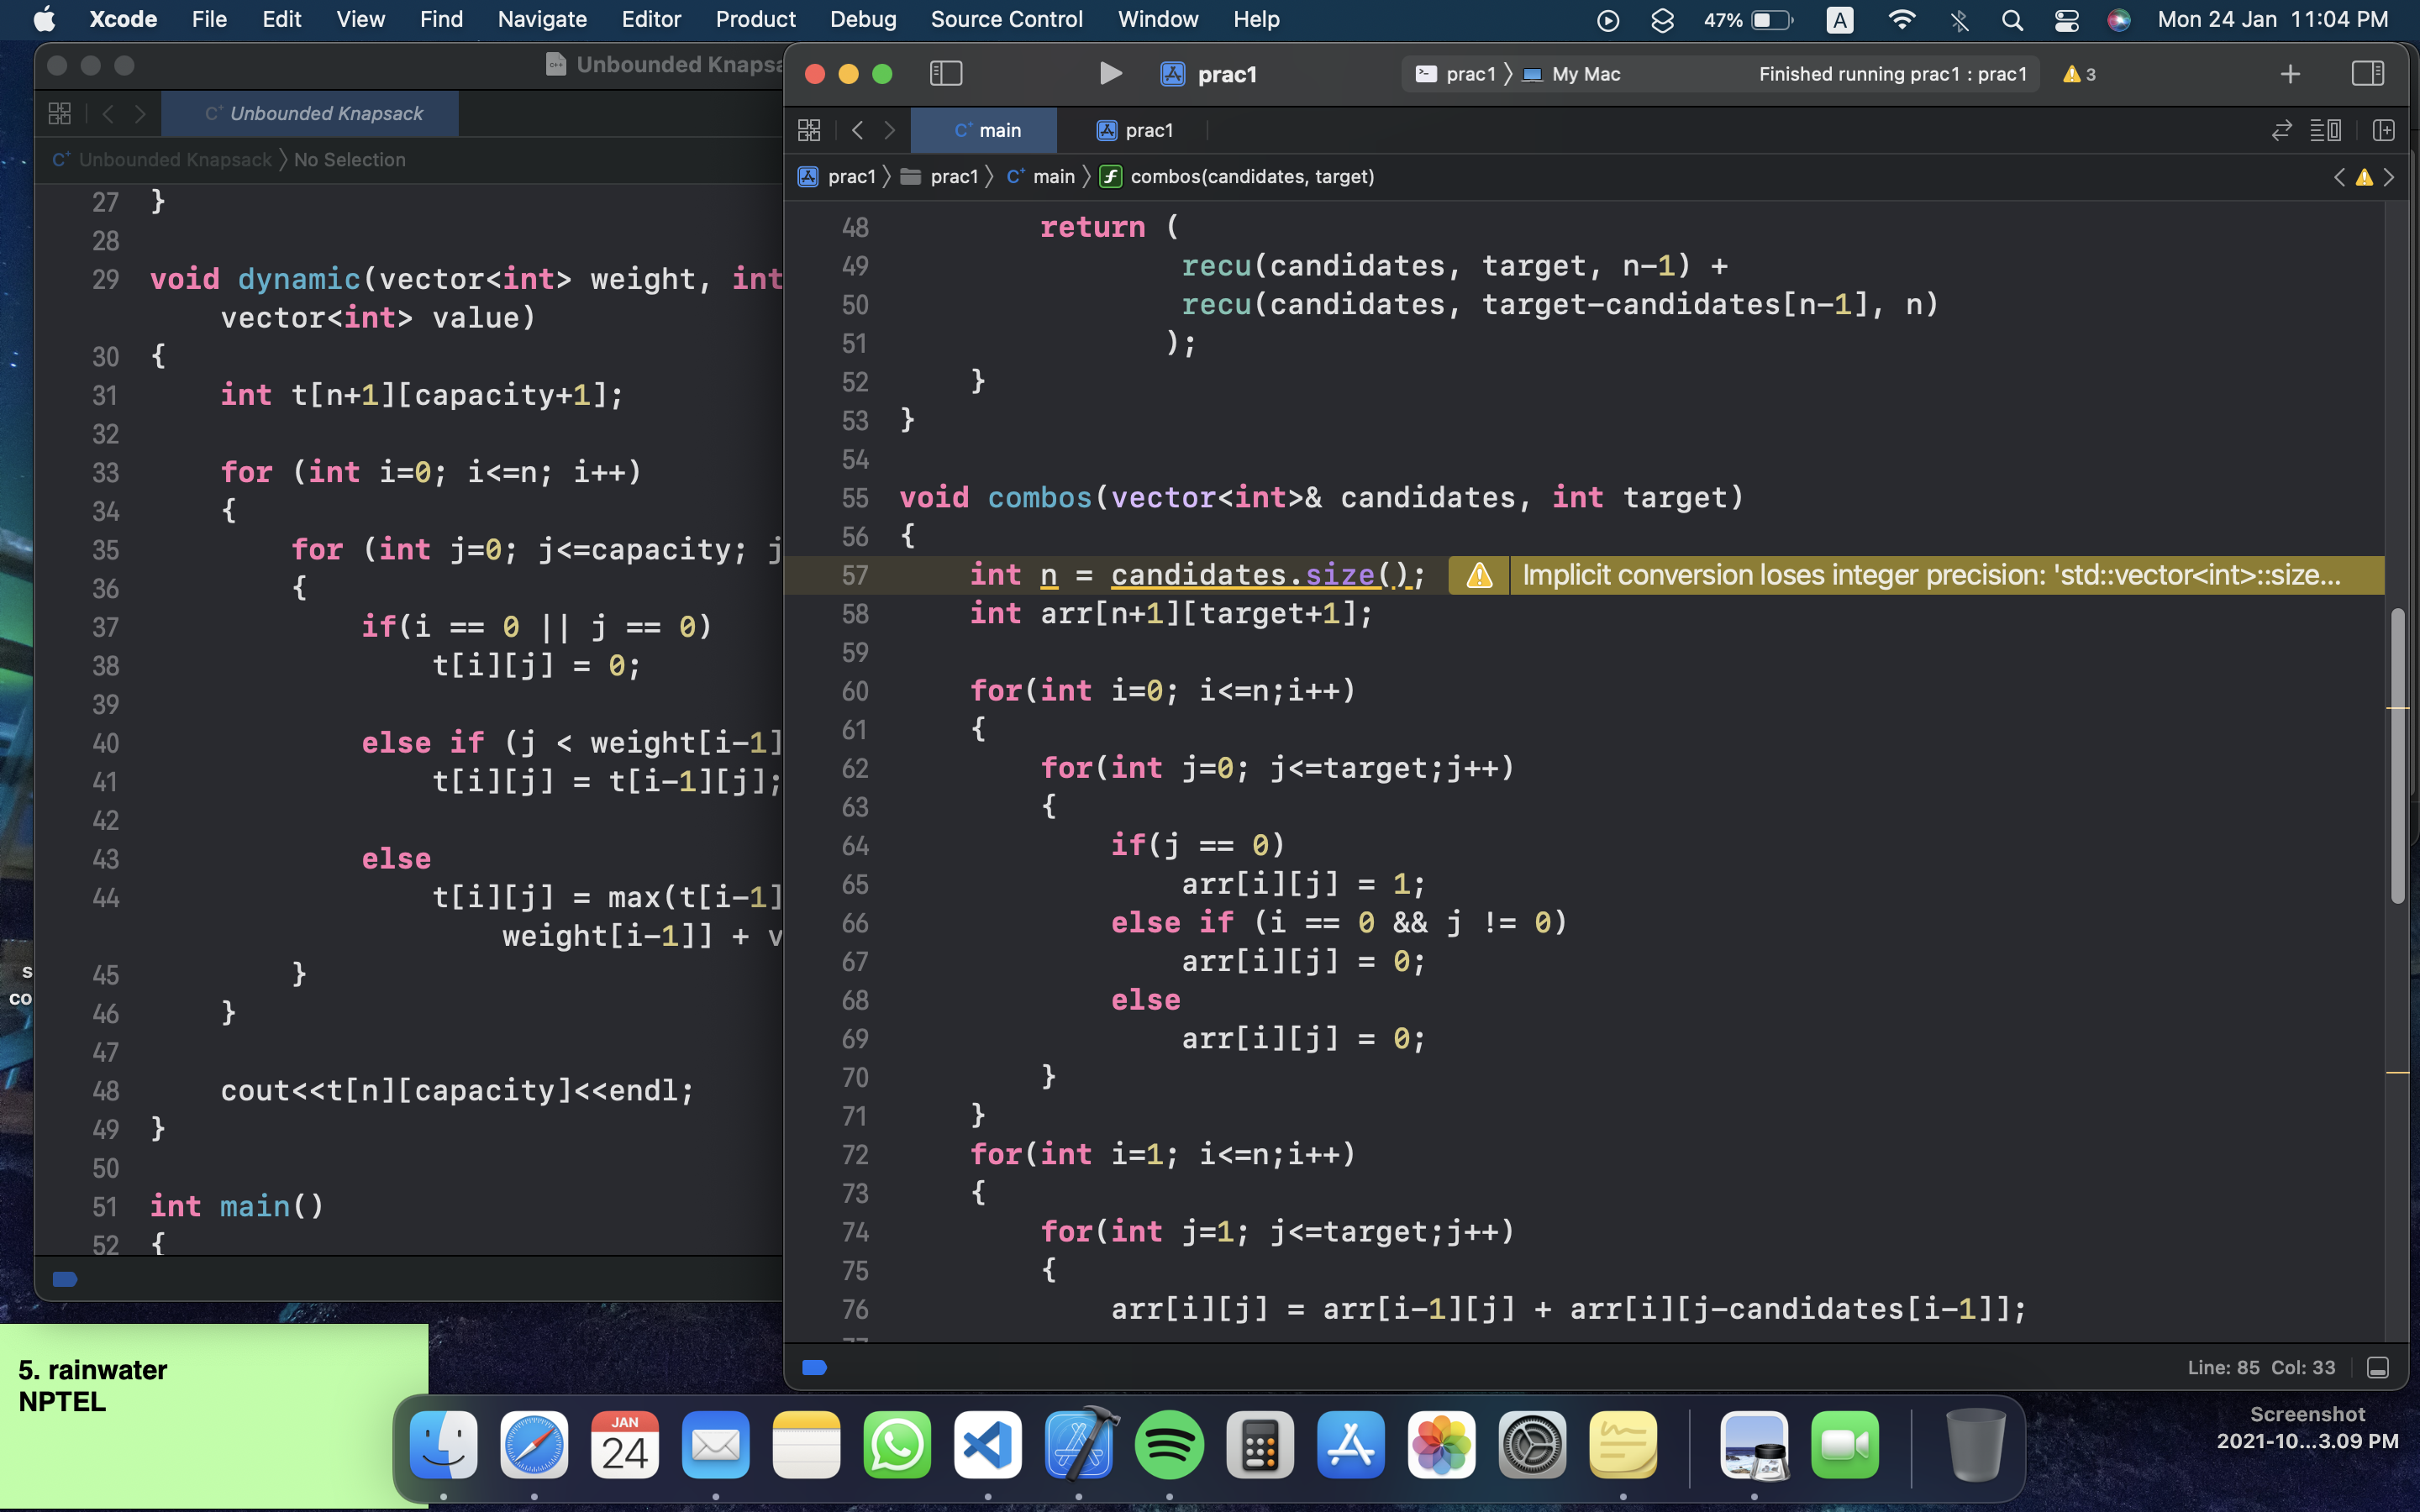 Xcode File Edit View Find Navigate Editor Product Debug Source Control Window Help 47% A Mon 24 Jan 11:04 PM
Unbounded Knapsa
Unbounded Knapsack
Unbounded Knapsack 〉No Selection
27 }
28
29 void dynamic(vector<int> weight, int
vector<int> value)
30 {
31 int t[n+1][capacity+1];
32
33 for (int i=0; i<=n; i++)
34 {
35 for (int j=0; j<=capacity; j
36 {
37 if(i == 0 || j == 0)
38 t[i][j] = 0;
39
40 else if (j < weight[i-1]
41 t[i][j] = t[i-1][j];
42
43 else
44 t[i][j] = max(t[i-1]
weight[i-1]] + v
45 }
46 }
47
48 cout<<t[n][capacity]<<endl;
49 }
50
51 int main()
52 {
prac1 prac1 〉 My Mac Finished running prac1 : prac1 3
main prac1
prac1 〉 prac1 〉 main 〉 combos(candidates, target)
48 return (
49 recu(candidates, target, n-1) +
50 recu(candidates, target-candidates[n-1], n)
51 );
52 }
53 }
54
55 void combos(vector<int>& candidates, int target)
56 {
57 int n = candidates.size(); Implicit conversion loses integer precision: 'std::vector<int>::size...
58 int arr[n+1][target+1];
59
60 for(int i=0; i<=n;i++)
61 {
62 for(int j=0; j<=target;j++)
63 {
64 if(j == 0)
65 arr[i][j] = 1;
66 else if (i == 0 && j != 0)
67 arr[i][j] = 0;
68 else
69 arr[i][j] = 0;
70 }
71 }
72 for(int i=1; i<=n;i++)
73 {
74 for(int j=1; j<=target;j++)
75 {
76 arr[i][j] = arr[i-1][j] + arr[i][j-candidates[i-1]];
Line: 85 Col: 33
s
co
5. rainwater
NPTEL
JAN
24
Screenshot
2021-10...3.09 PM